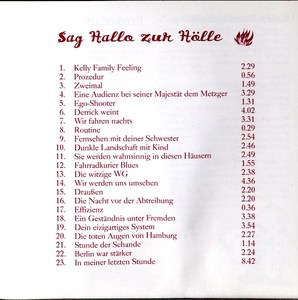 Sag Hallo zur Hölle
1. Kelly Family Feeling 2.29
2. Prozedur 0.56
3. Zweimal 1.49
4. Eine Audienz bei seiner Majestät dem Metzger 3.29
5. Ego-Shooter 1.31
6. Derrick weint 4.02
7. Wir fahren nachts 3.31
8. Routine 0.29
9. Fernsehen mit deiner Schwester 2.54
10. Dunkle Landschaft mit Kind 2.46
11. Sie werden wahnsinnig in diesen Häusern 2.49
12. Fahrradkurier Blues 1.55
13. Die witzige WG 2.38
14. Wir werden uns umsehen 4.36
15. Draußen 2.20
16. Die Nacht vor der Abtreibung 2.20
17. Effizienz 0.36
18. Ein Geständnis unter Fremden 3.38
19. Dein eizigartiges System 3.54
20. Die toten Augen von Hamburg 2.27
21. Stunde der Schande 1.14
22. Berlin war stärker 2.24
23. In meiner letzten Stunde 8.42